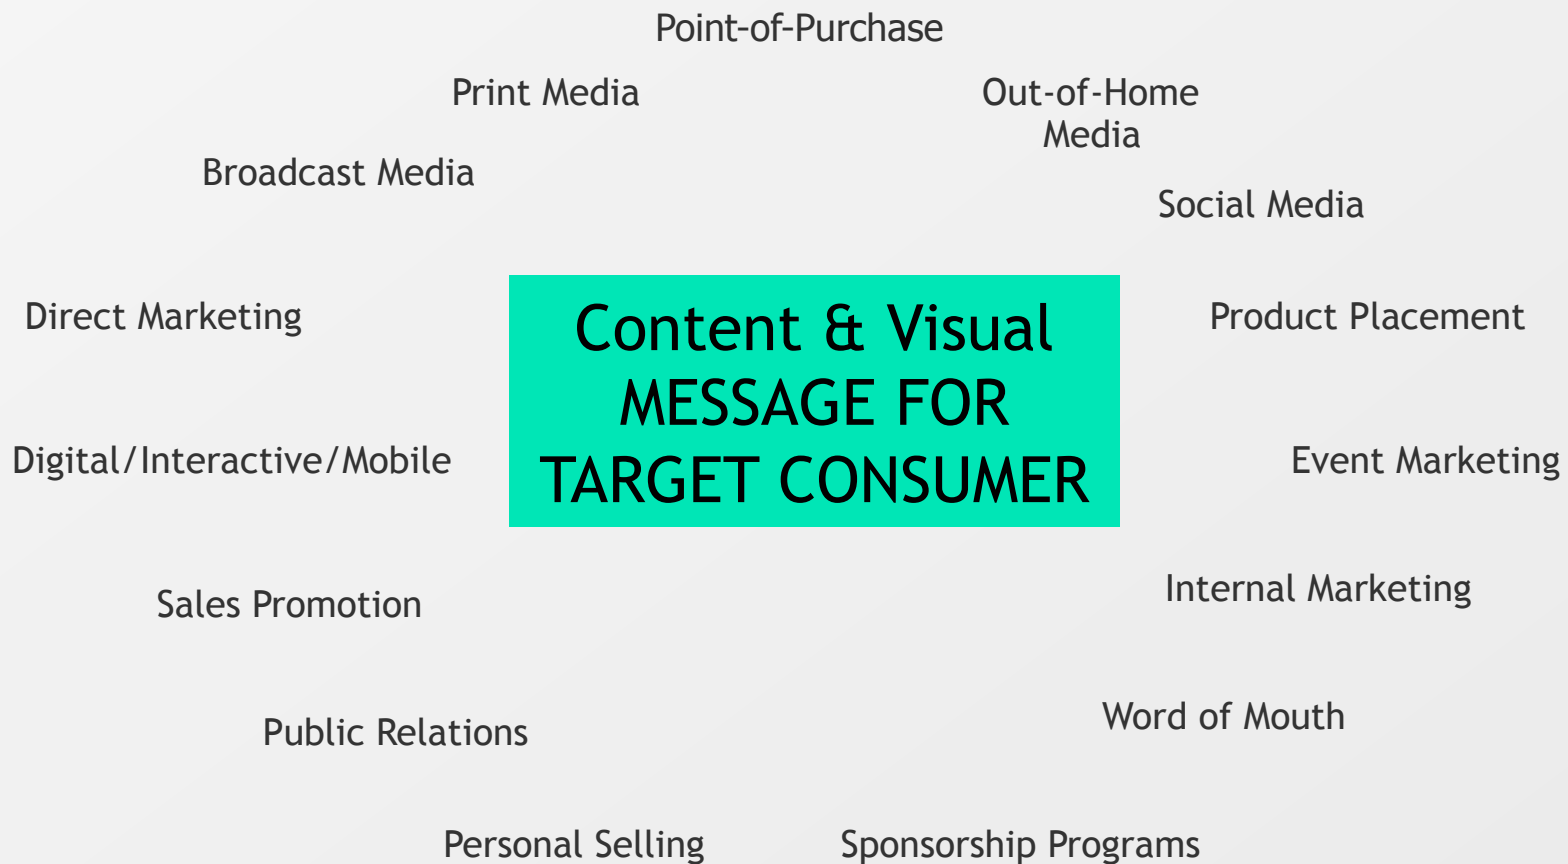 Point-of-Purchase
Print Media
Out-of-Home
Media
Broadcast Media
Social Media
Direct Marketing
Content & Visual
MESSAGE FOR
TARGET CONSUMER
Product Placement
Digital/Interactive/Mobile
Event Marketing
Sales Promotion
Internal Marketing
Public Relations
Word of Mouth
Personal Selling
Sponsorship Programs